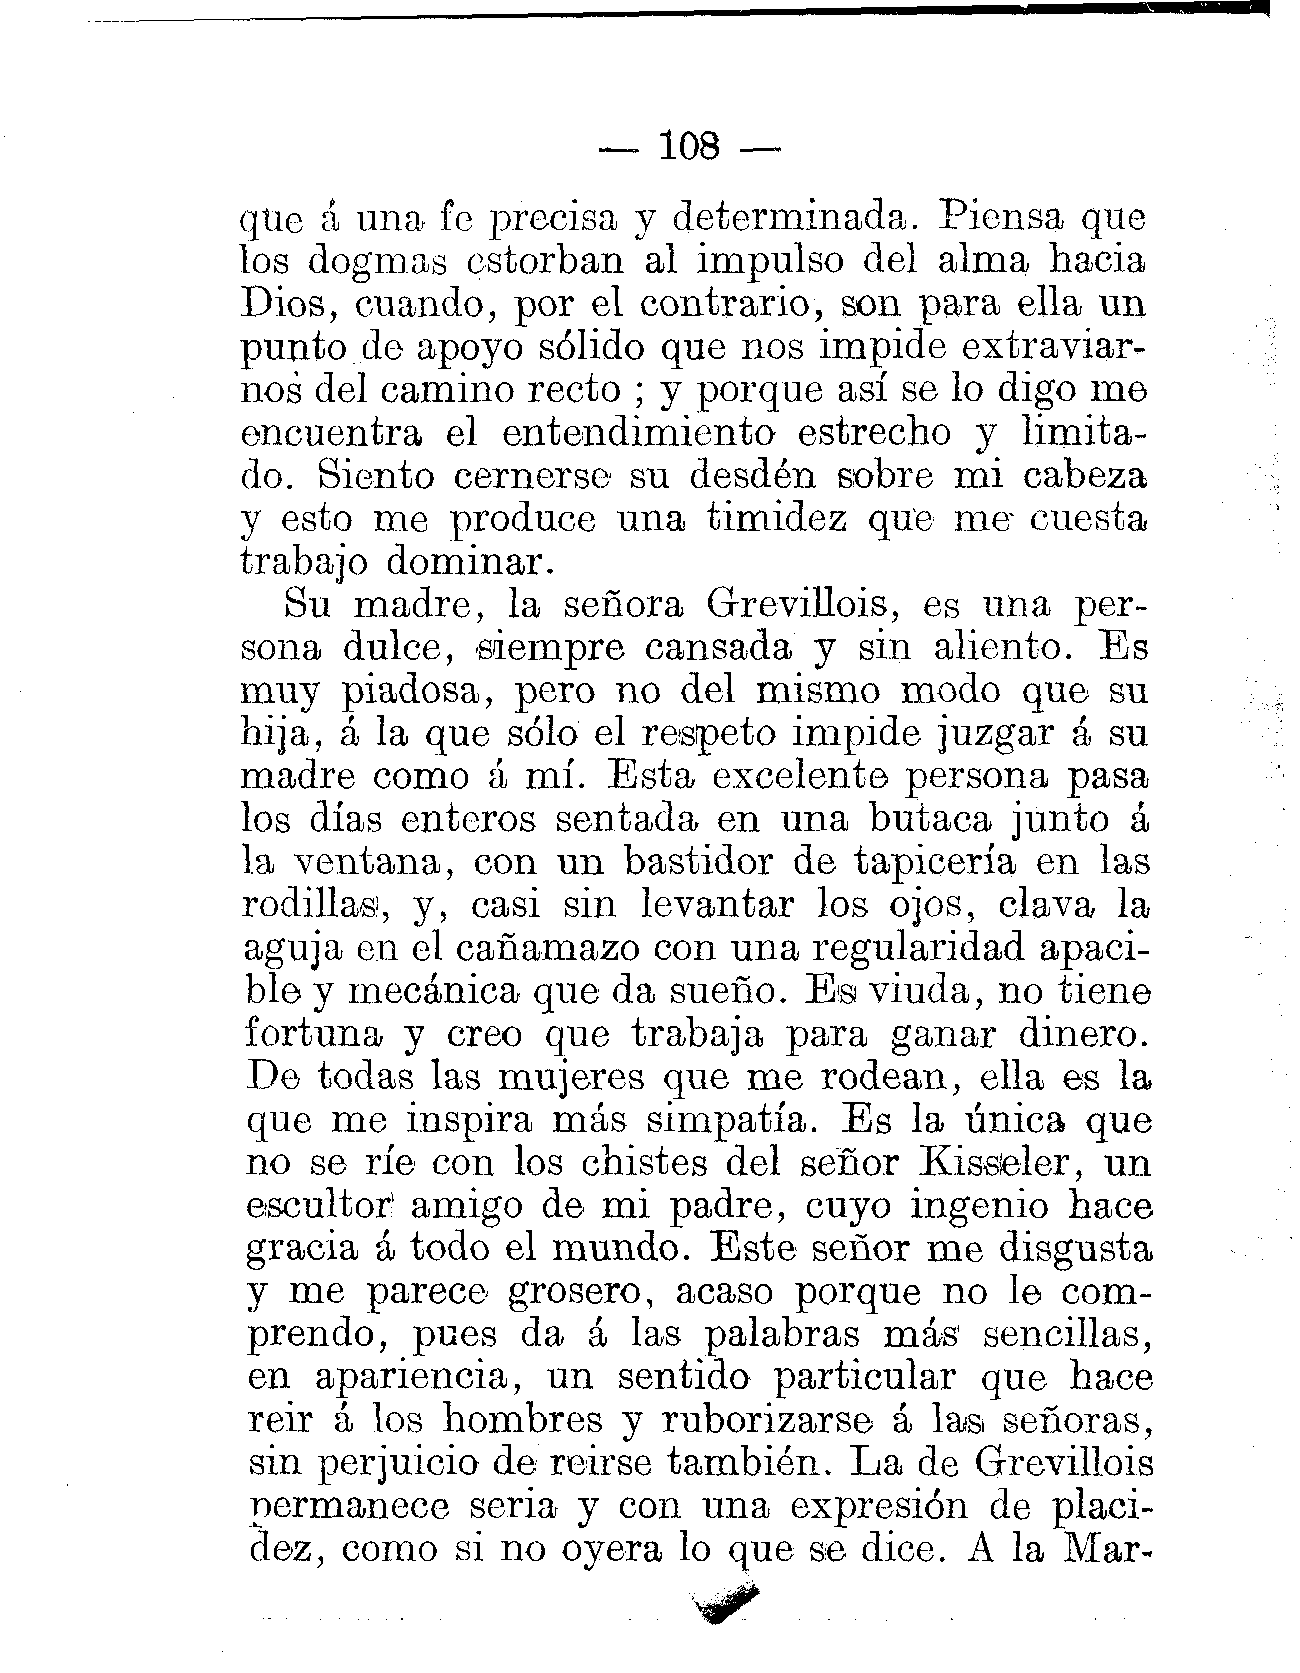 — 108 —
que á una fe precisa y determinada. Piensa que
los dogmas estorban al impulso del alma hacia
Dios, cuando, por el contrario, son para ella un
punto de apoyo sólido que nos impide extraviar-
nos del camino recto ; y porque así se lo digo me
encuentra el entendimiento estrecho y limita-
do. Siento cernerse su desdén sobre mi cabeza
y esto me produce una timidez que me cuesta
trabajo dominar.
Su madre, la señora Grevillois, es una per-
sona dulce, siempre cansada y sin aliento. Es
muy piadosa, pero no del mismo modo que su
hija, á la que sólo el respeto impide juzgar á su
madre como á mí. Esta excelente persona pasa
los días enteros sentada en una butaca junto á
la ventana, con un bastidor de tapicería en las
rodillas, y, casi sin levantar los ojos, clava la
aguja en el cañamazo con una regularidad apaci-
ble y mecánica que da sueño. Es viuda, no tiene
fortuna y creo que trabaja para ganar dinero.
De todas las mujeres que me rodean, ella es la
que me inspira más simpatía. Es la única que
no se ríe con los chistes del señor Kisseler, un
escultor amigo de mi padre, cuyo ingenio hace
gracia á todo el mundo. Este señor me disgusta
y me parece grosero, acaso porque no le com-
prendo, pues da á las palabras más sencillas,
en apariencia, un sentido particular que hace
reir á los hombres y ruborizarse á las señoras,
sin perjuicio de reirse también. La de Grevillois
permanece seria y con una expresión de placi-
dez, como si no oyera lo que se dice. A la Mar-